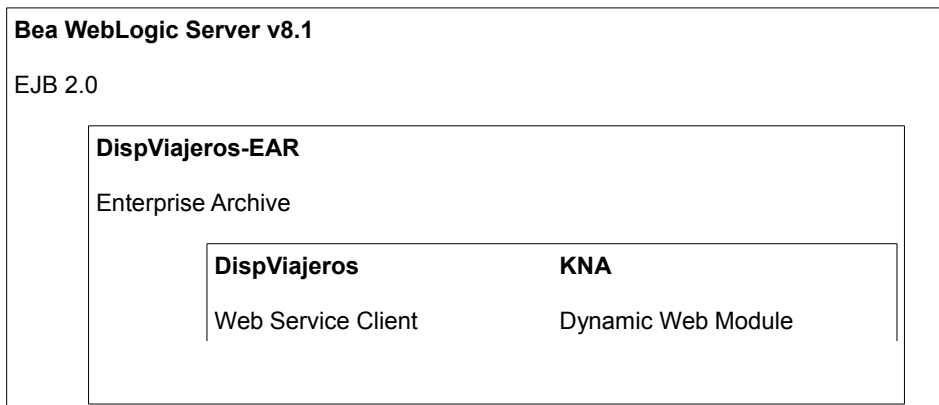 Bea WebLogic Server v8.1
EJB 2.0
DispViajeros-EAR
Enterprise Archive
DispViajeros KNA
Web Service Client Dynamic Web Module